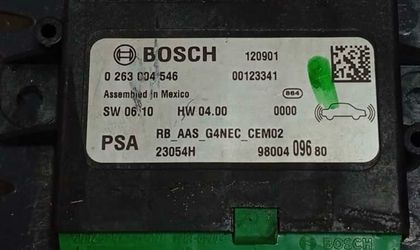 BOSCH 120901
0 263 004 546 00123341
Assembled in Mexico 864
SW 06.10 HW 04.00 0000
PSA RB_AAS_G4NEC_CEM02
23054H 98004 096 80
BOSCH